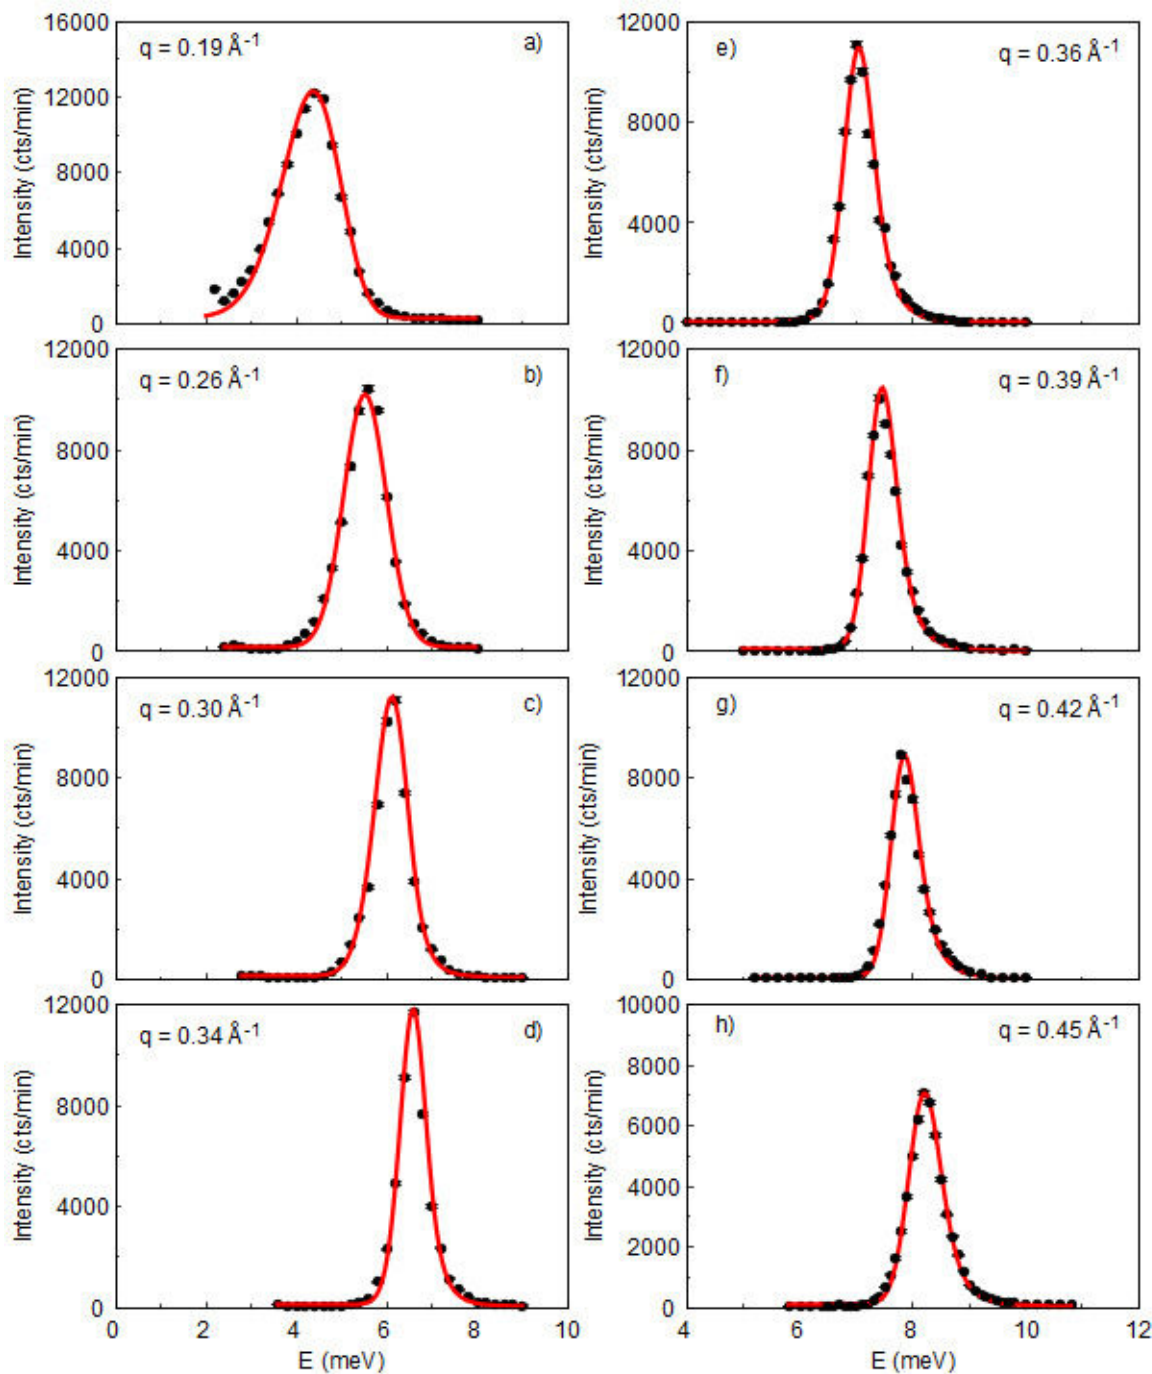 16000
12000
8000
4000
0
Intensity (cts/min)
q = 0.19 Å-1
a)
12000
8000
4000
0
Intensity (cts/min)
e)
q = 0.36 Å-1
12000
8000
4000
0
Intensity (cts/min)
q = 0.26 Å-1
b)
12000
8000
4000
0
Intensity (cts/min)
f)
q = 0.39 Å-1
12000
8000
4000
0
Intensity (cts/min)
q = 0.30 Å-1
c)
12000
8000
4000
0
Intensity (cts/min)
g)
q = 0.42 Å-1
12000
8000
4000
0
Intensity (cts/min)
q = 0.34 Å-1
d)
0 2 4 6 8 10
E (meV)
10000
8000
6000
4000
2000
0
Intensity (cts/min)
h)
q = 0.45 Å-1
4 6 8 10 12
E (meV)